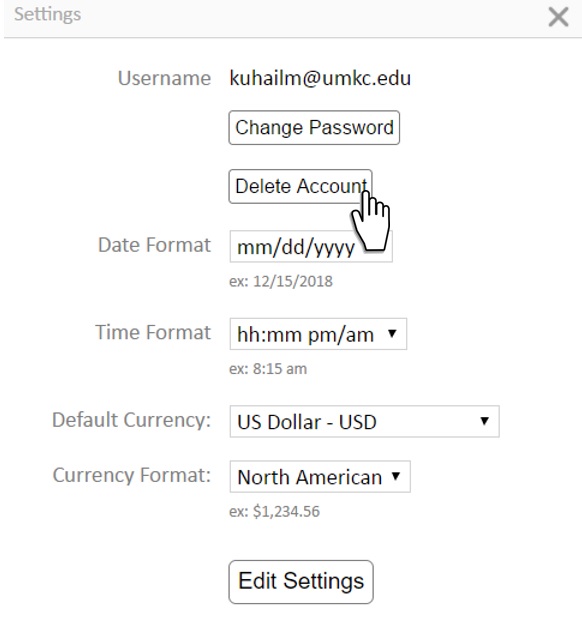 Settings
Username kuhailm@umkc.edu
Change Password
Delete Account
Date Format mm/dd/yyyy
ex: 12/15/2018
Time Format hh:mm pm/am
ex: 8:15 am
Default Currency: US Dollar - USD
Currency Format: North American
ex: $1,234.56
Edit Settings